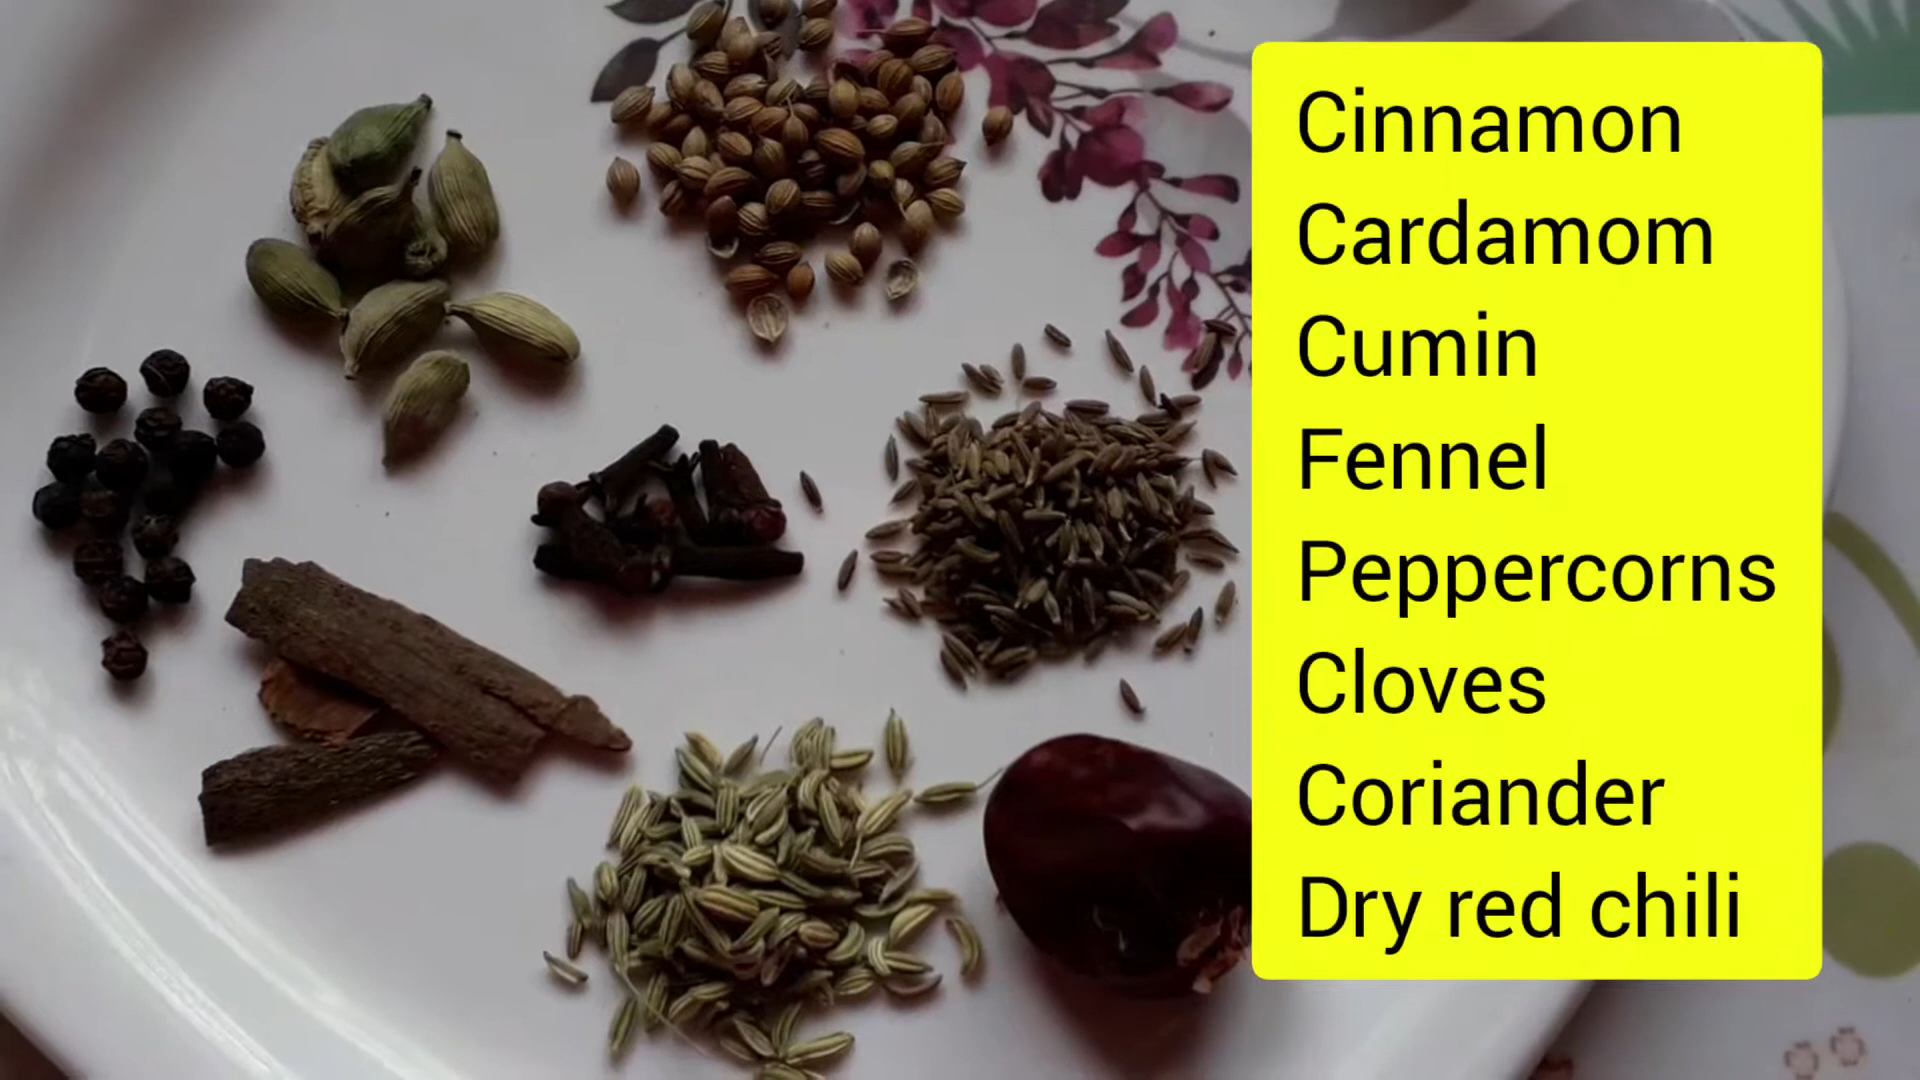 Cinnamon
Cardamom
Cumin
Fennel
Peppercorns
Cloves
Coriander
Dry red chili